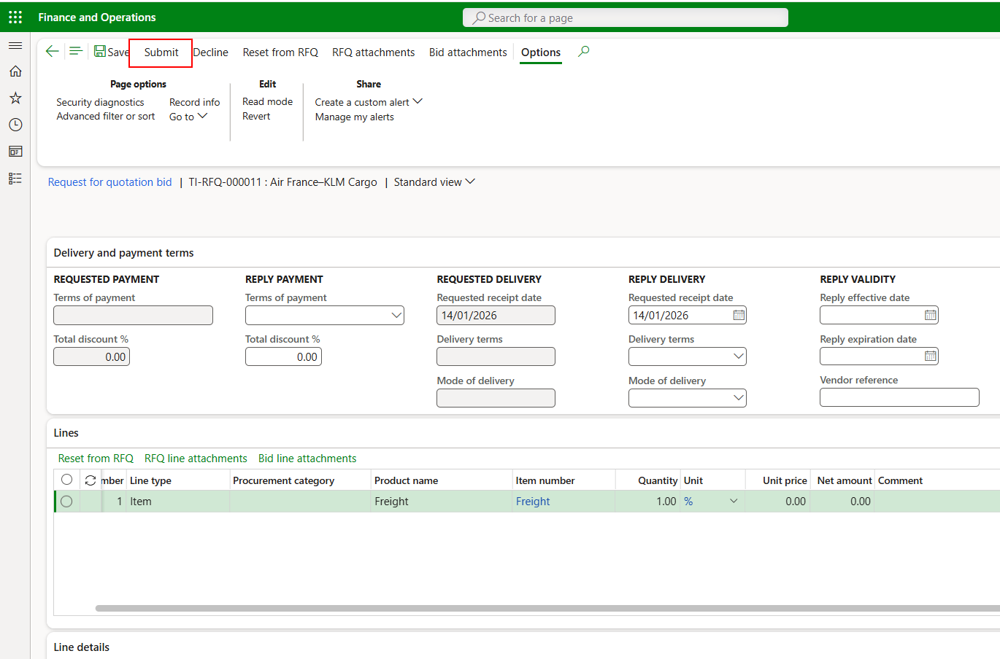 Finance and Operations
Search for a page
Save Submit Decline Reset from RFQ RFQ attachments Bid attachments Options
Page options
Security diagnostics Record info
Advanced filter or sort Go to
Edit
Read mode
Revert
Share
Create a custom alert
Manage my alerts
Request for quotation bid | TI-RFQ-000011 : Air France–KLM Cargo | Standard view
Delivery and payment terms
REQUESTED PAYMENT
Terms of payment
Total discount %
0.00
REPLY PAYMENT
Terms of payment
Total discount %
0.00
REQUESTED DELIVERY
Requested receipt date
14/01/2026
Delivery terms
Mode of delivery
REPLY DELIVERY
Requested receipt date
14/01/2026
Delivery terms
Mode of delivery
REPLY VALIDITY
Reply effective date
Reply expiration date
Vendor reference
Lines
Reset from RFQ RFQ line attachments Bid line attachments
mber Line type Procurement category Product name Item number Quantity Unit Unit price Net amount Comment
1 Item Freight Freight 1.00 % 0.00 0.00
Line details